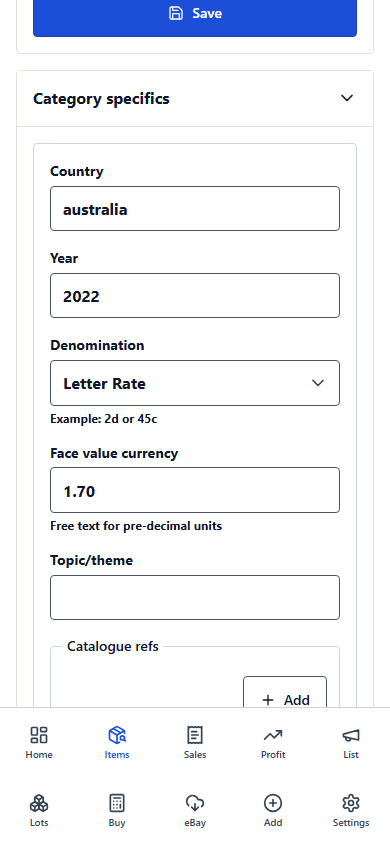 Save
Category specifics
Country
australia
Year
2022
Denomination
Letter Rate
Example: 2d or 45c
Face value currency
1.70
Free text for pre-decimal units
Topic/theme
Catalogue refs
Add
Home Items Sales Profit List
Lots Buy eBay Add Settings